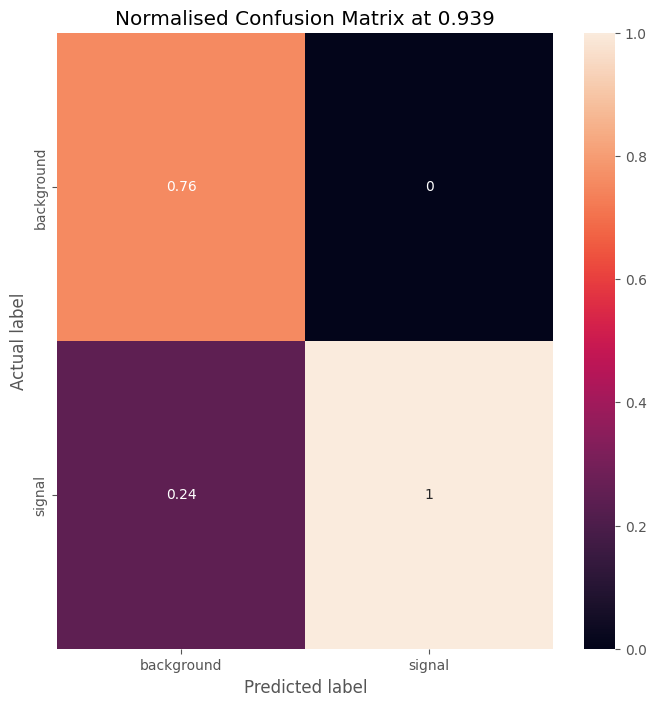 Normalised Confusion Matrix at 0.939
1.0
background
0.76
0
0.8
0.6
Actual label
0.4
signal
0.24
1
0.2
0.0
background
signal
Predicted label